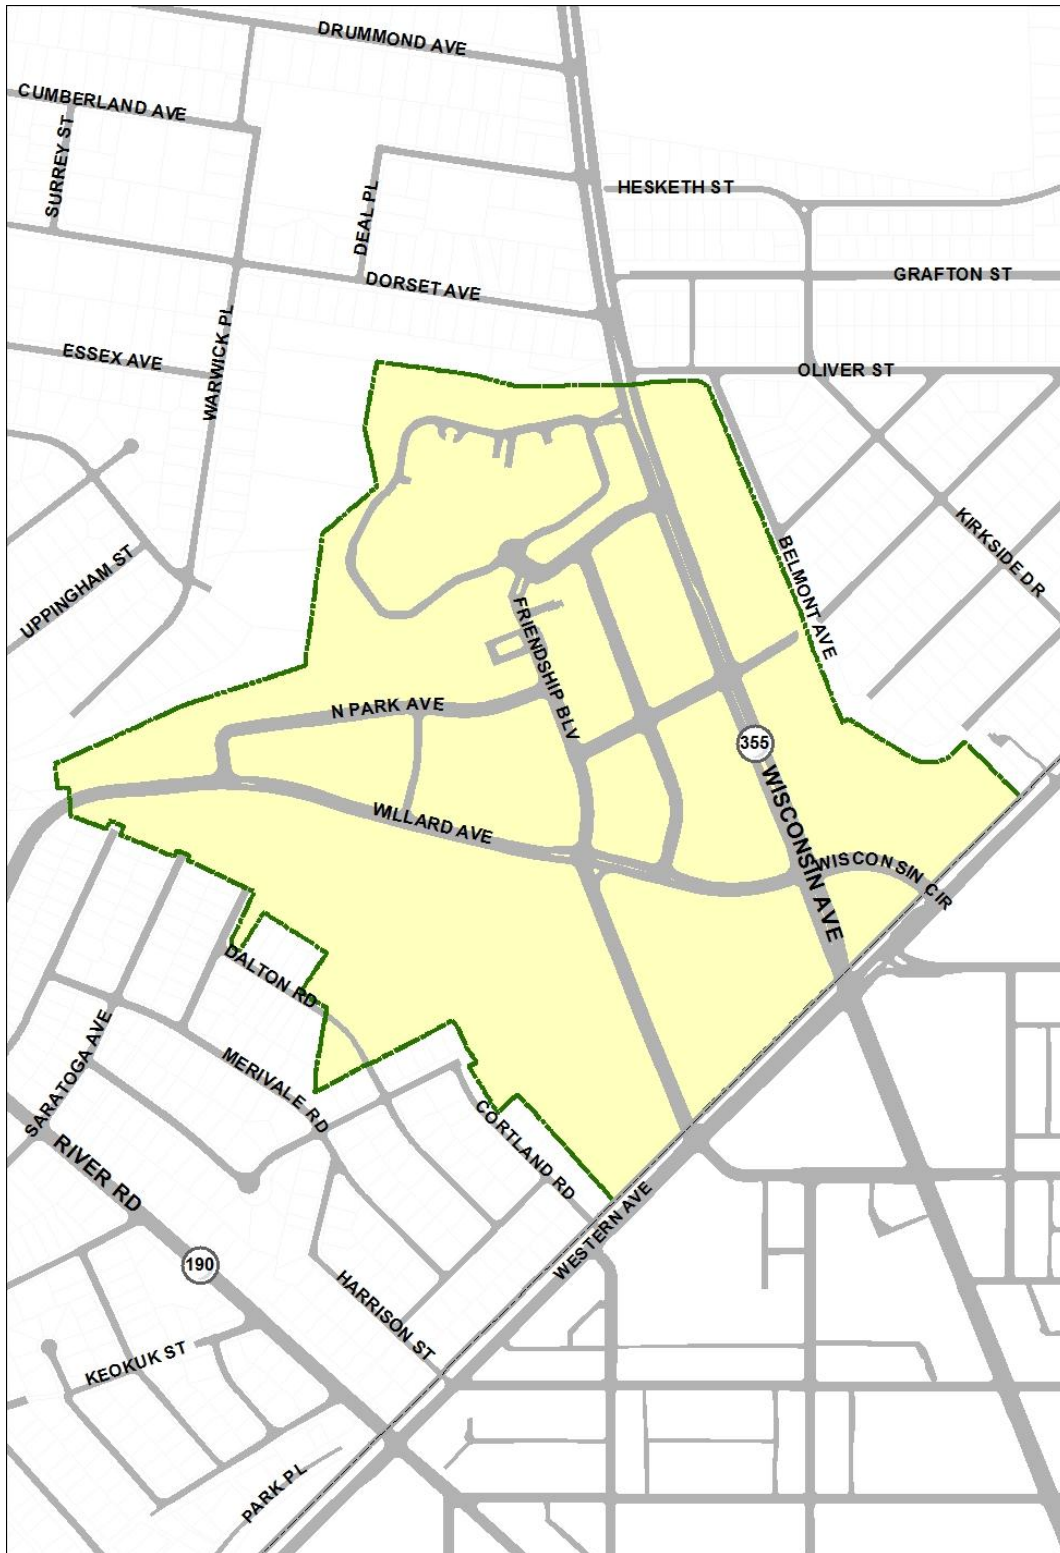 DRUMMOND AVE
CUMBERLAND AVE
SURREY ST
DEAL PL
HESKETH ST
GRAFTON ST
DORSET AVE
ESSEX AVE
WARWICK PL
OLIVER ST
KIRKSIDE DR
BELMONT AVE
UPPINGHAM ST
FRIENDSHIP BLV
N PARK AVE
355
WISCONSIN AVE
WILLARD AVE
WISCONSIN CIR
DALTON RD
SARATOGA AVE
MERIVALE RD
CORTLAND RD
RIVER RD
WESTERN AVE
190
HARRISON ST
KEOKUK ST
PARK PL